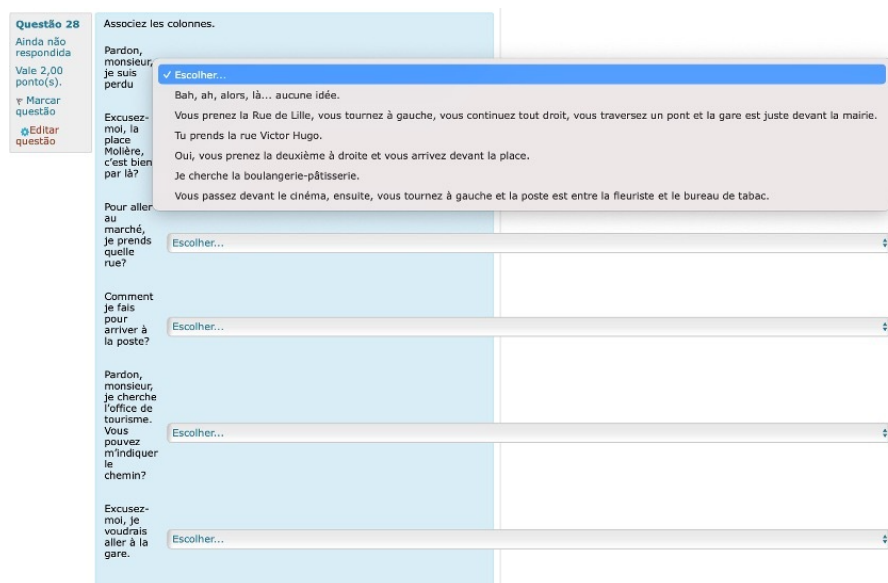 Questão 28
Ainda não
respondida
Vale 2,00
ponto(s).
Marcar
questão
Editar
questão
Associez les colonnes.
Pardon,
monsieur,
je suis
perdu
✓ Escolher...
Bah, ah, alors, là... aucune idée.
Vous prenez la Rue de Lille, vous tournez à gauche, vous continuez tout droit, vous traversez un pont et la gare est juste devant la mairie.
Tu prends la rue Victor Hugo.
Oui, vous prenez la deuxième à droite et vous arrivez devant la place.
Je cherche la boulangerie-pâtisserie.
Vous passez devant le cinéma, ensuite, vous tournez à gauche et la poste est entre la fleuriste et le bureau de tabac.
Excusez-
moi, la
place
Molière,
c'est bien
par là?
Pour aller
au
marché,
je prends
quelle
rue?
Escolher...
Comment
je fais
pour
arriver à
la poste?
Escolher...
Pardon,
monsieur,
je cherche
l'office de
tourisme.
Vous
pouvez
m'indiquer
le
chemin?
Escolher...
Excusez-
moi, je
voudrais
aller à la
gare.
Escolher...